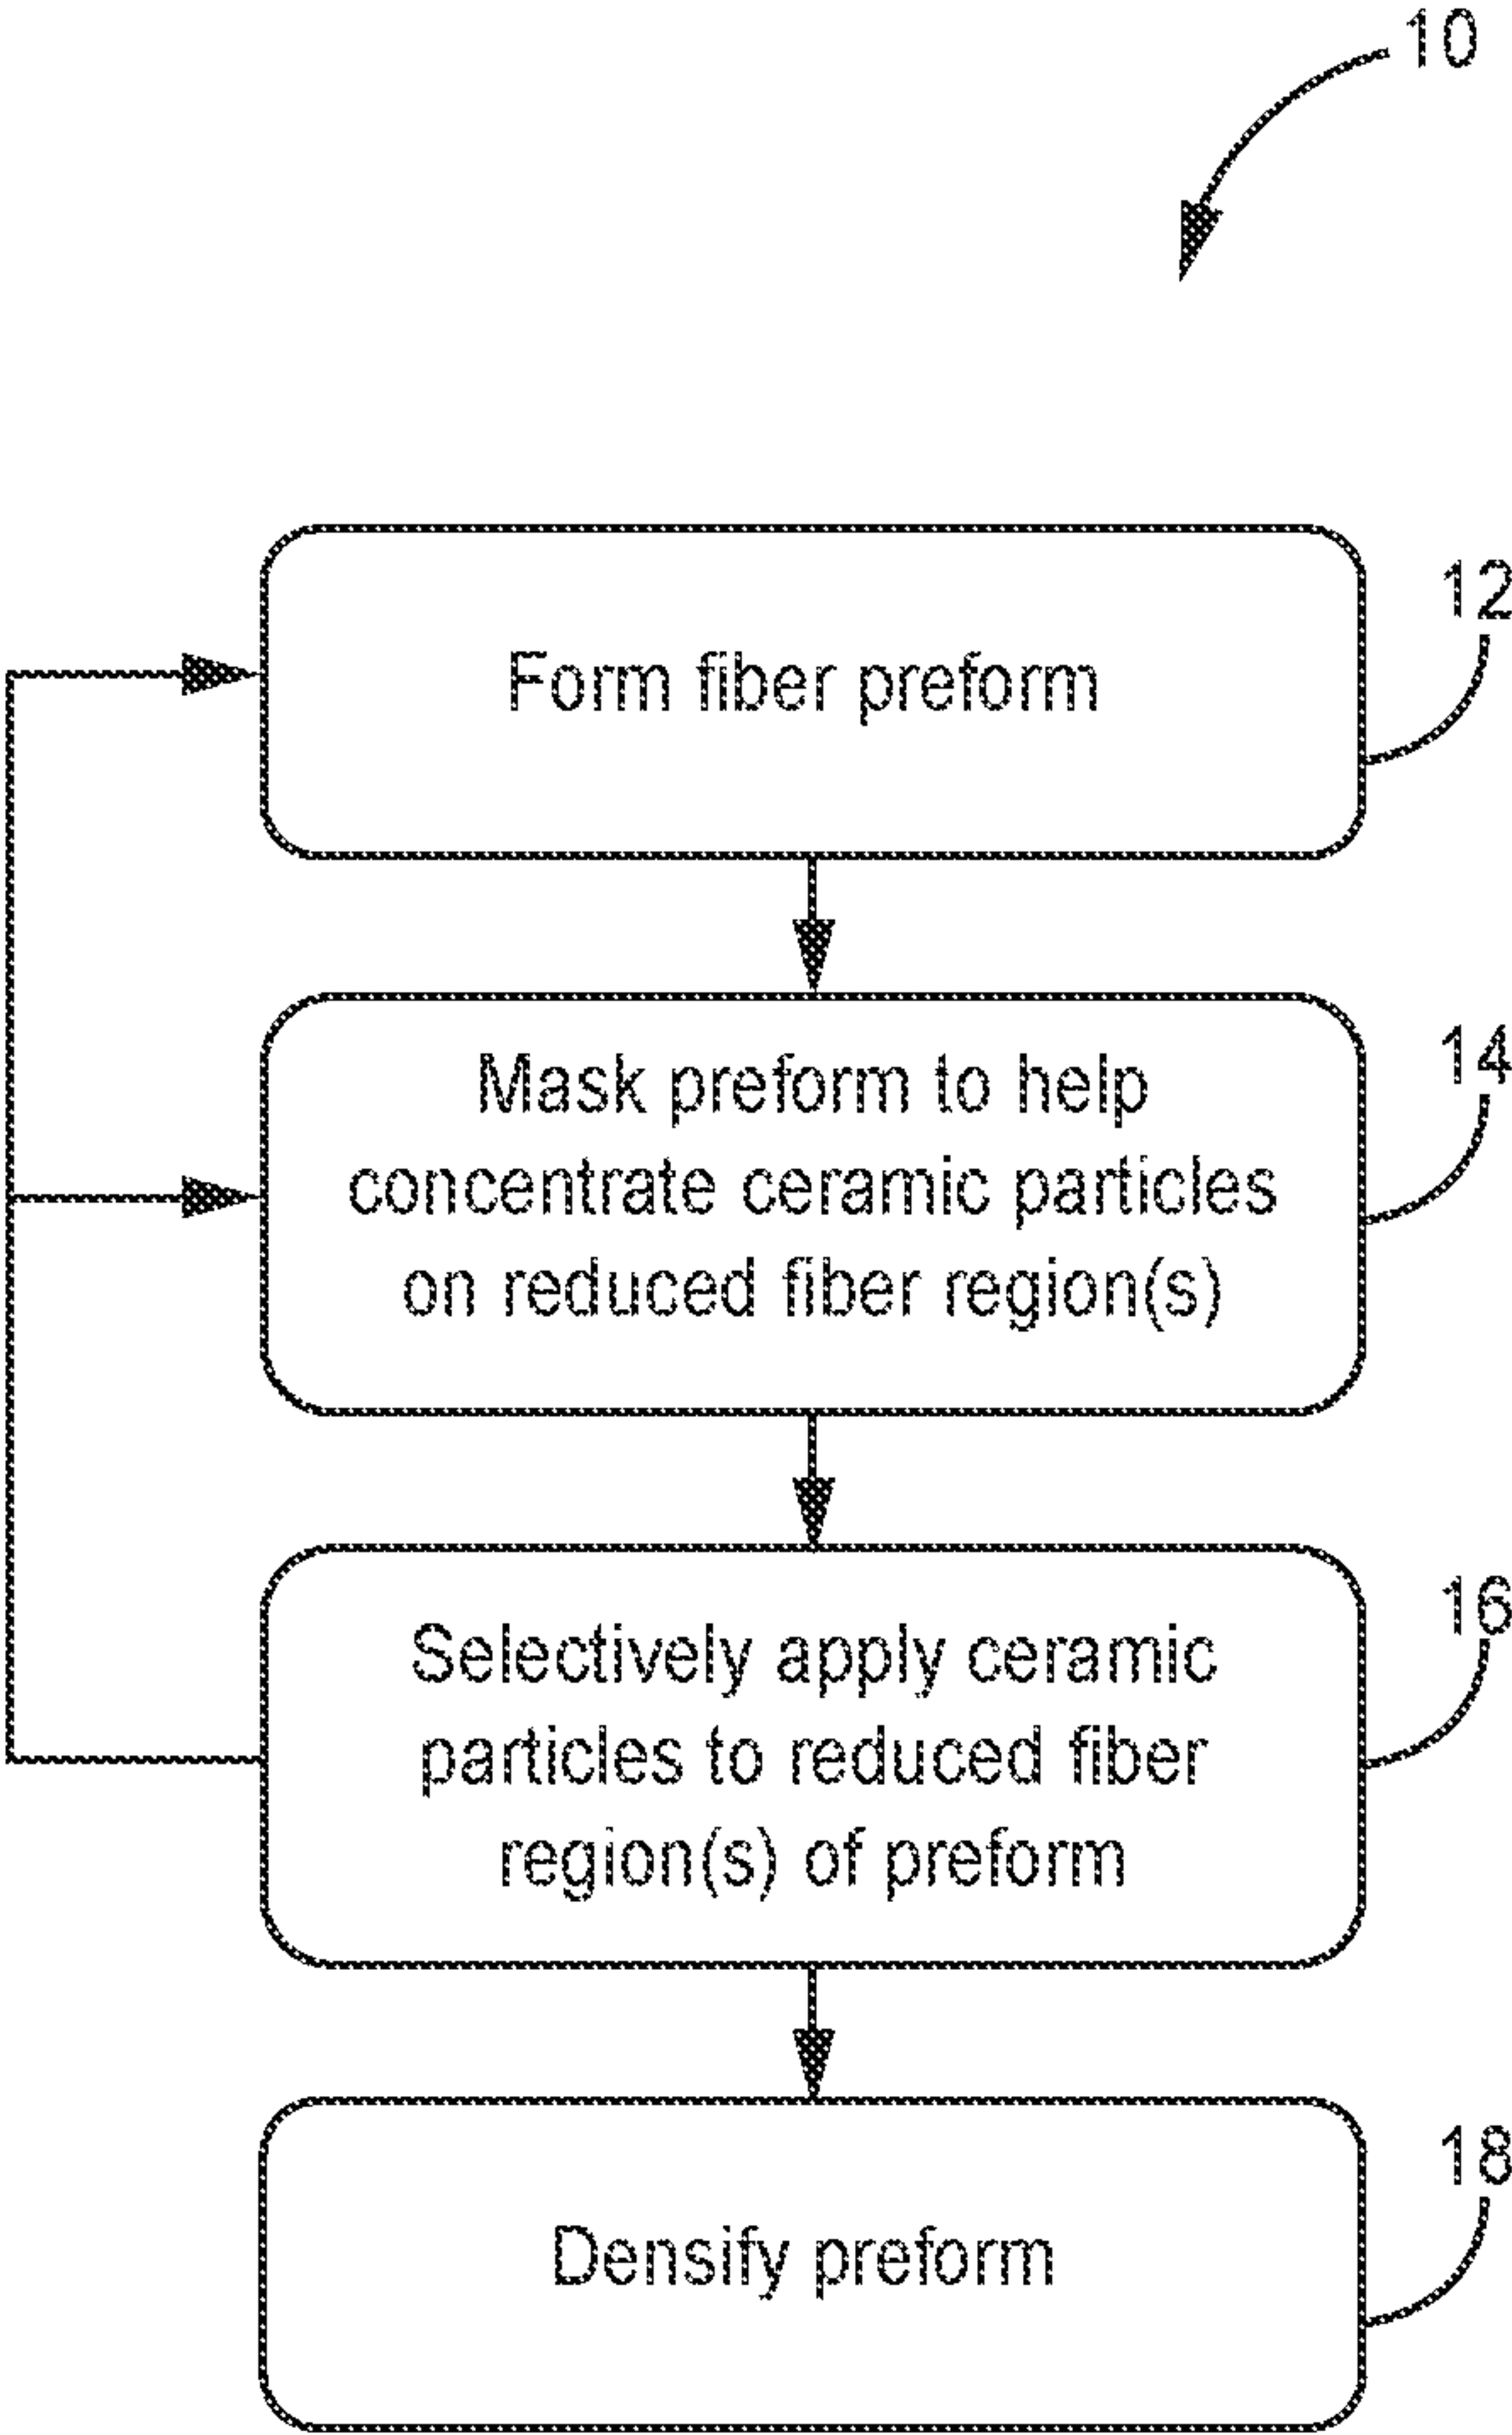 10
Form fiber preform
12
Mask preform to help
concentrate ceramic particles
on reduced fiber region(s)
14
Selectively apply ceramic
particles to reduced fiber
region(s) of preform
16
Densify preform
18